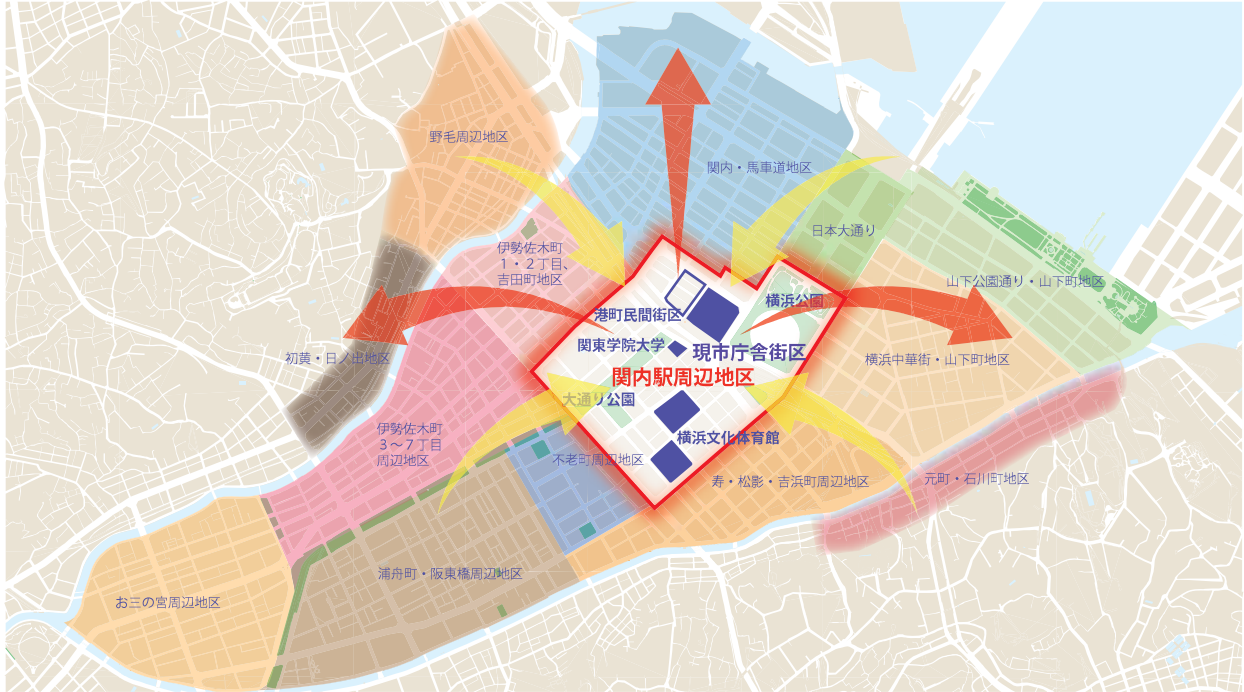 野毛周辺地区
関内・馬車道地区
日本大通り
伊勢佐木町
１・２丁目、
吉田町地区
山下公園通り・山下町地区
横浜公園
港町民間街区
関東学院大学
現市庁舎街区
初黄・日ノ出地区
横浜中華街・山下町地区
関内駅周辺地区
大通り公園
伊勢佐木町
３〜７丁目
周辺地区
横浜文化体育館
不老町周辺地区
寿・松影・吉浜町周辺地区
元町・石川町地区
浦舟町・阪東橋周辺地区
お三の宮周辺地区